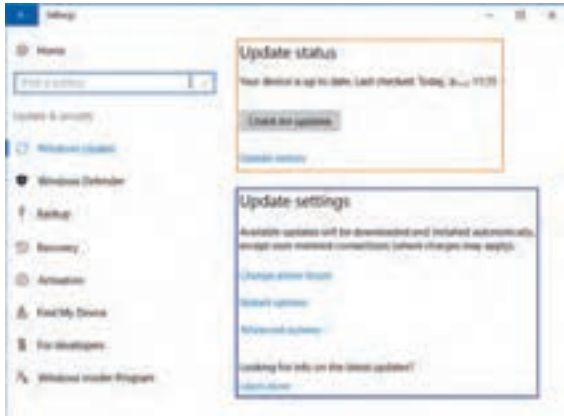 Settings
Home
Find a setting
Update & security
Windows Update
Windows Defender
Backup
Recovery
Activation
Find My Device
For developers
Windows Insider Program
Update status
Your device is up to date. Last checked: Today,
Check for updates
Update history
Update settings
Available updates will be downloaded and installed automatically,
except over metered connections (where charges may apply).
Change active hours
Restart options
Advanced options
Looking for info on the latest updates?
Learn more